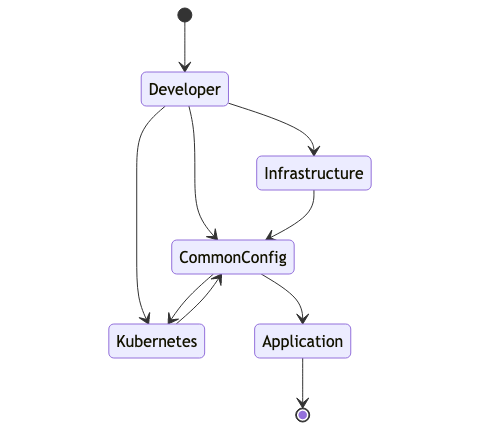 Developer
Infrastructure
CommonConfig
Kubernetes
Application